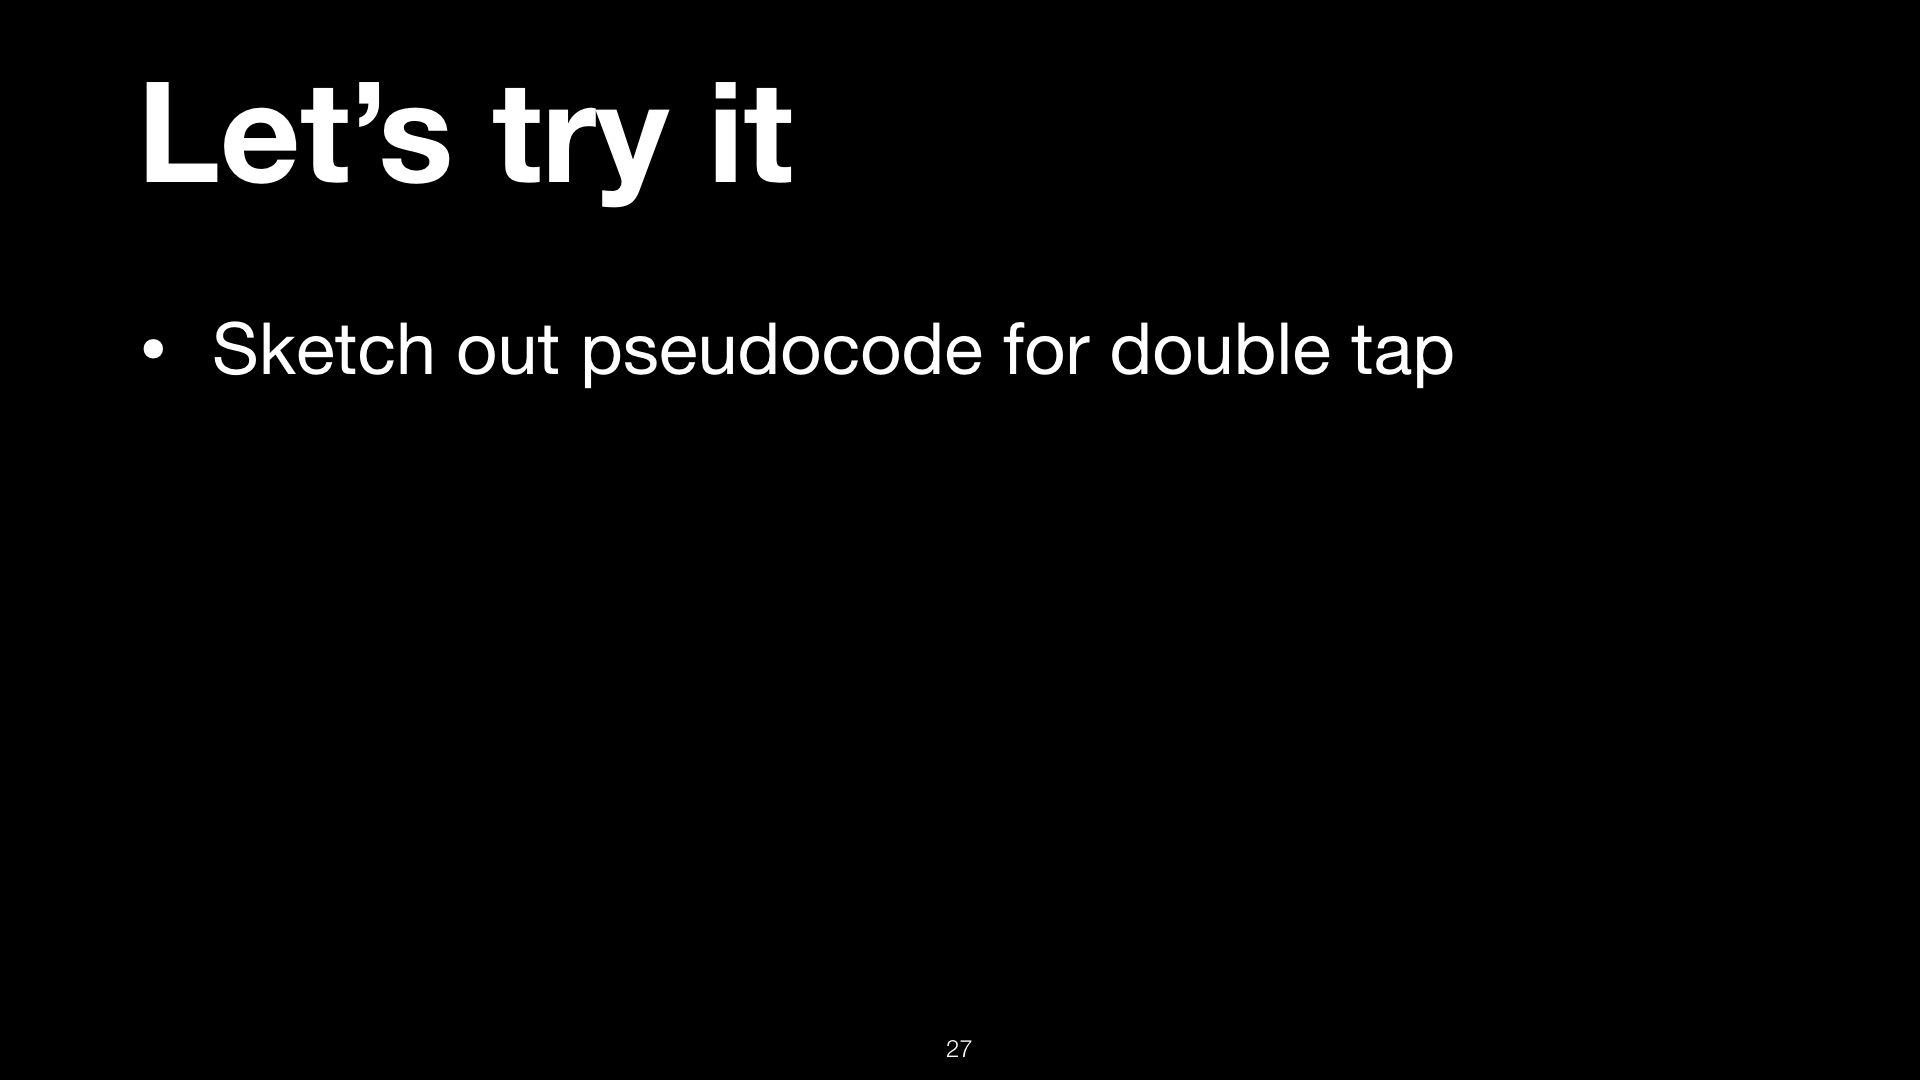 Let’s try it
• Sketch out pseudocode for double tap
27